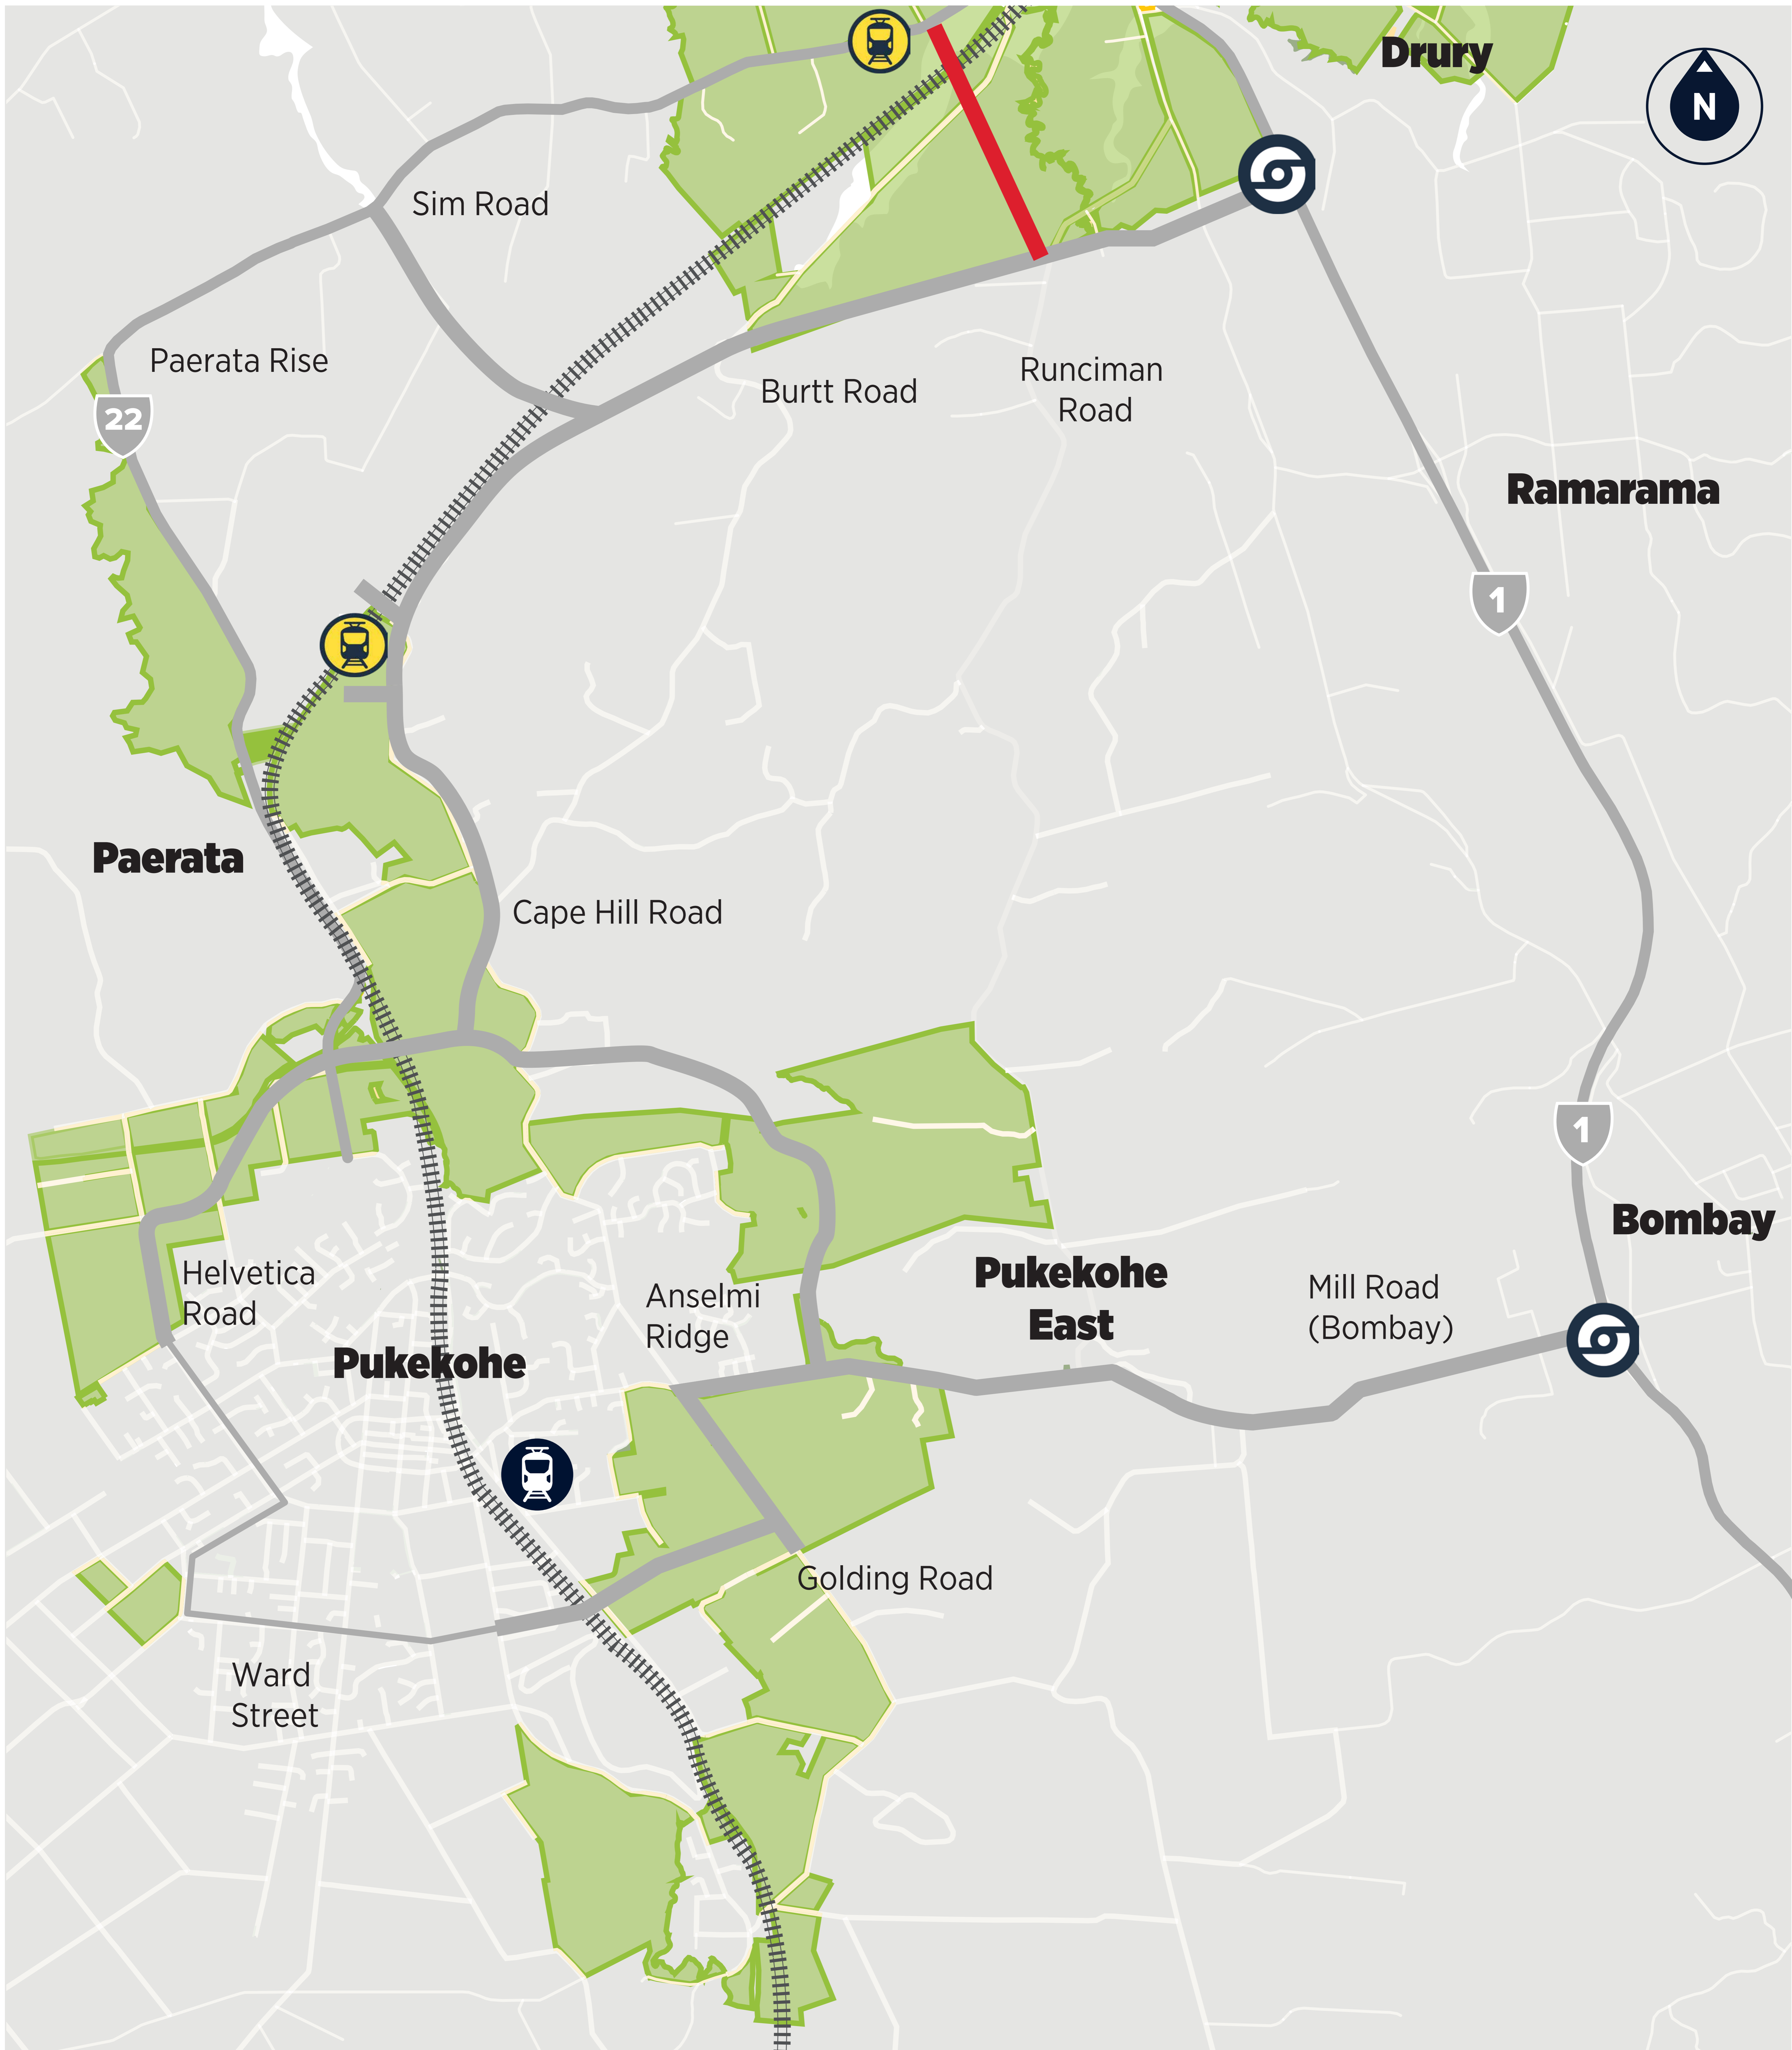 Drury
N
Sim Road
Paerata Rise
Runciman
Road
Burtt Road
22
Ramarama
1
Paerata
Cape Hill Road
1
Bombay
Helvetica
Road
Anselmi
Ridge
Pukekohe
East
Mill Road
(Bombay)
Pukekohe
Golding Road
Ward
Street